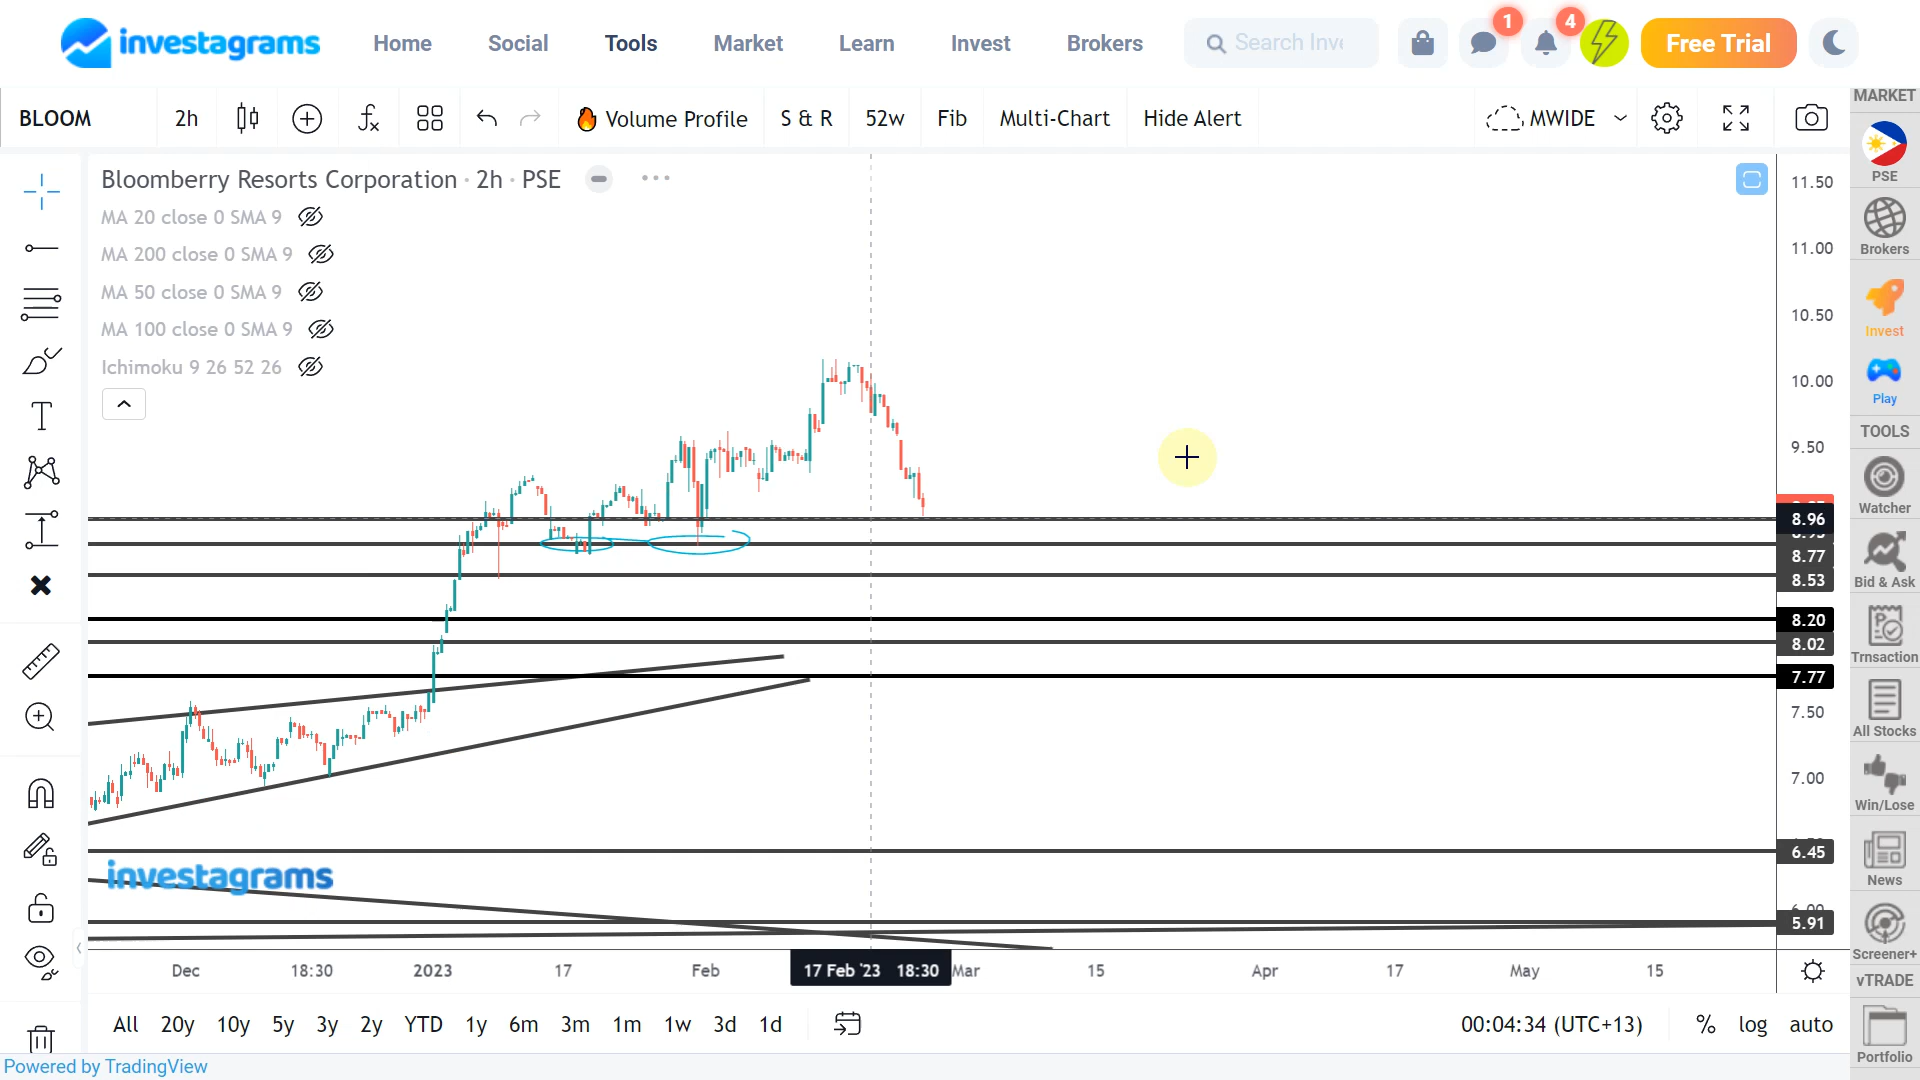 investagrams
Home
Social
Tools
Market
Learn
Invest
Brokers
Search Inv
1
4
Free Trial
BLOOM
2h
Volume Profile
S & R
52w
Fib
Multi-Chart
Hide Alert
MWIDE
Bloomberry Resorts Corporation · 2h · PSE
MA 20 close 0 SMA 9
MA 200 close 0 SMA 9
MA 50 close 0 SMA 9
MA 100 close 0 SMA 9
Ichimoku 9 26 52 26
11.50
11.00
10.50
10.00
9.50
8.96
8.77
8.53
8.20
8.02
7.77
7.50
7.00
6.45
5.91
investagrams
Dec
18:30
2023
17
Feb
17 Feb '23 18:30
Mar
15
Apr
17
May
15
All
20y
10y
5y
3y
2y
YTD
1y
6m
3m
1m
1w
3d
1d
00:04:34 (UTC+13)
%
log
auto
Powered by TradingView
MARKET
PSE
Brokers
Invest
Play
TOOLS
Watcher
Bid & Ask
Trnsaction
All Stocks
Win/Lose
News
Screener+
vTRADE
Portfolio